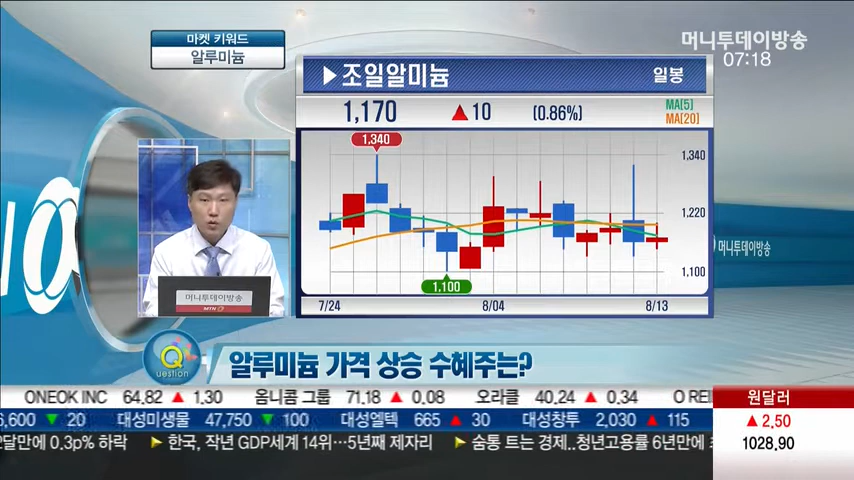 마켓 키워드
알루미늄
머니투데이방송
07:18
▶조일알미늄
일봉
1,170 ▲10 (0.86%)
MA[5]
MA[20]
1,340
1,340
1,220
1,100
1,100
7/24 8/04 8/13
머니투데이방송
머니투데이방송
MTN
Question
알루미늄 가격 상승 수혜주는?
ONEOK INC 64,82 ▲ 1,30 옴니콤 그룹 71,18 ▲ 0,08 오라클 40,24 ▲ 0,34 O REI
6,600 ▼ 20 대성미생물 47,750 ▼ 100 대성엘텍 665 ▲ 30 대성창투 2,030 ▲ 115
달만에 0.3p% 하락 ▶ 한국, 작년 GDP세계 14위…5년째 제자리 ▶ 숨통 트는 경제..청년고용률 6년만에
원달러
▲2,50
1028,90